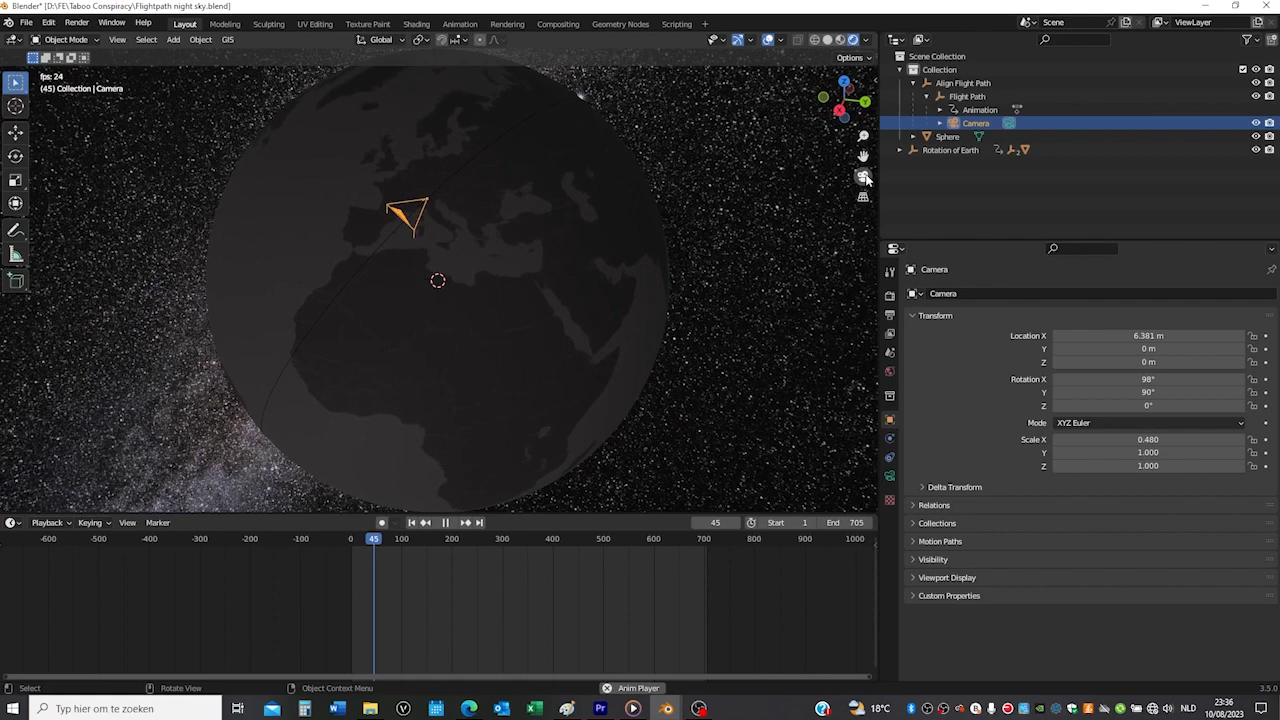 Blender* [D:\FE\Taboo Conspiracy\Flightpath night sky.blend]
File Edit Render Window Help Layout Modeling Sculpting UV Editing Texture Paint Shading Animation Rendering Compositing Geometry Nodes Scripting + Scene ViewLayer
Object Mode View Select Add Object GIS Global
Options
fps: 24
(45) Collection | Camera
Z
Y
X
Scene Collection
Collection
Align Flight Path
Flight Path
Animation
Camera
Sphere
Rotation of Earth 2
Camera
Camera
Transform
Location X 6.381 m
Y 0 m
Z 0 m
Rotation X 98°
Y 90°
Z 0°
Mode XYZ Euler
Scale X 0.480
Y 1.000
Z 1.000
Delta Transform
Relations
Collections
Motion Paths
Visibility
Viewport Display
Custom Properties
Playback Keying View Marker 45 Start 1 End 705
-600 -500 -400 -300 -200 -100 0 45 100 200 300 400 500 600 700 800 900 1000
Select Rotate View Object Context Menu Anim Player 3.5.0
Typ hier om te zoeken 18°C NLD 23:36
10/08/2023